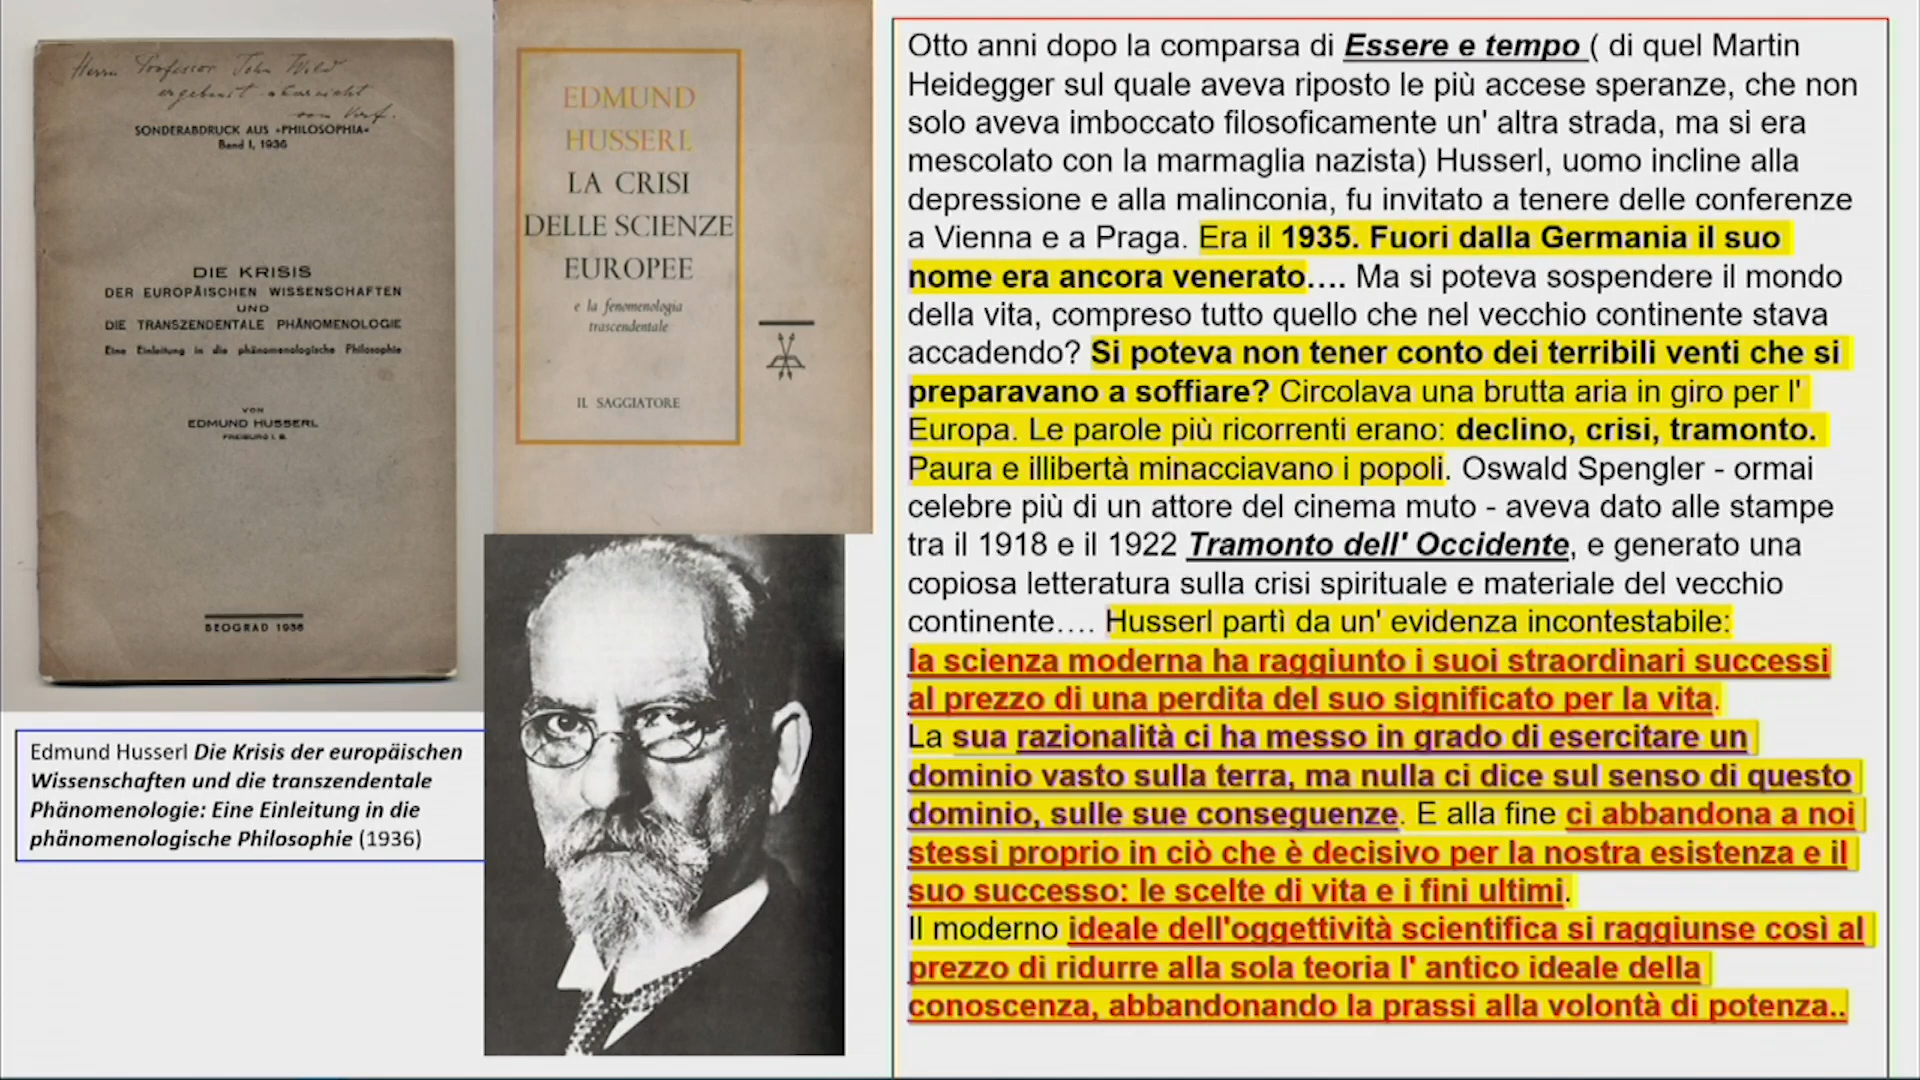 Herrn Professor John Wild
SONDERABDRUCK AUS »PHILOSOPHIA«
Band I, 1936
DIE KRISIS
DER EUROPÄISCHEN WISSENSCHAFTEN
UND
DIE TRANSZENDENTALE PHÄNOMENOLOGIE
Eine Einleitung in die phänomenologische Philosophie
VON
EDMUND HUSSERL
FREIBURG I. B.
BEOGRAD 1936
EDMUND
HUSSERL
LA CRISI
DELLE SCIENZE
EUROPEE
e la fenomenologia
trascendentale
IL SAGGIATORE
Edmund Husserl Die Krisis der europäischen
Wissenschaften und die transzendentale
Phänomenologie: Eine Einleitung in die
phänomenologische Philosophie (1936)
Otto anni dopo la comparsa di Essere e tempo ( di quel Martin
Heidegger sul quale aveva riposto le più accese speranze, che non
solo aveva imboccato filosoficamente un' altra strada, ma si era
mescolato con la marmaglia nazista) Husserl, uomo incline alla
depressione e alla malinconia, fu invitato a tenere delle conferenze
a Vienna e a Praga. Era il 1935. Fuori dalla Germania il suo
nome era ancora venerato…. Ma si poteva sospendere il mondo
della vita, compreso tutto quello che nel vecchio continente stava
accadendo? Si poteva non tener conto dei terribili venti che si
preparavano a soffiare? Circolava una brutta aria in giro per l'
Europa. Le parole più ricorrenti erano: declino, crisi, tramonto.
Paura e illibertà minacciavano i popoli. Oswald Spengler - ormai
celebre più di un attore del cinema muto - aveva dato alle stampe
tra il 1918 e il 1922 Tramonto dell' Occidente, e generato una
copiosa letteratura sulla crisi spirituale e materiale del vecchio
continente…. Husserl partì da un' evidenza incontestabile:
la scienza moderna ha raggiunto i suoi straordinari successi
al prezzo di una perdita del suo significato per la vita.
La sua razionalità ci ha messo in grado di esercitare un
dominio vasto sulla terra, ma nulla ci dice sul senso di questo
dominio, sulle sue conseguenze. E alla fine ci abbandona a noi
stessi proprio in ciò che è decisivo per la nostra esistenza e il
suo successo: le scelte di vita e i fini ultimi.
Il moderno ideale dell'oggettività scientifica si raggiunse così al
prezzo di ridurre alla sola teoria l' antico ideale della
conoscenza, abbandonando la prassi alla volontà di potenza..